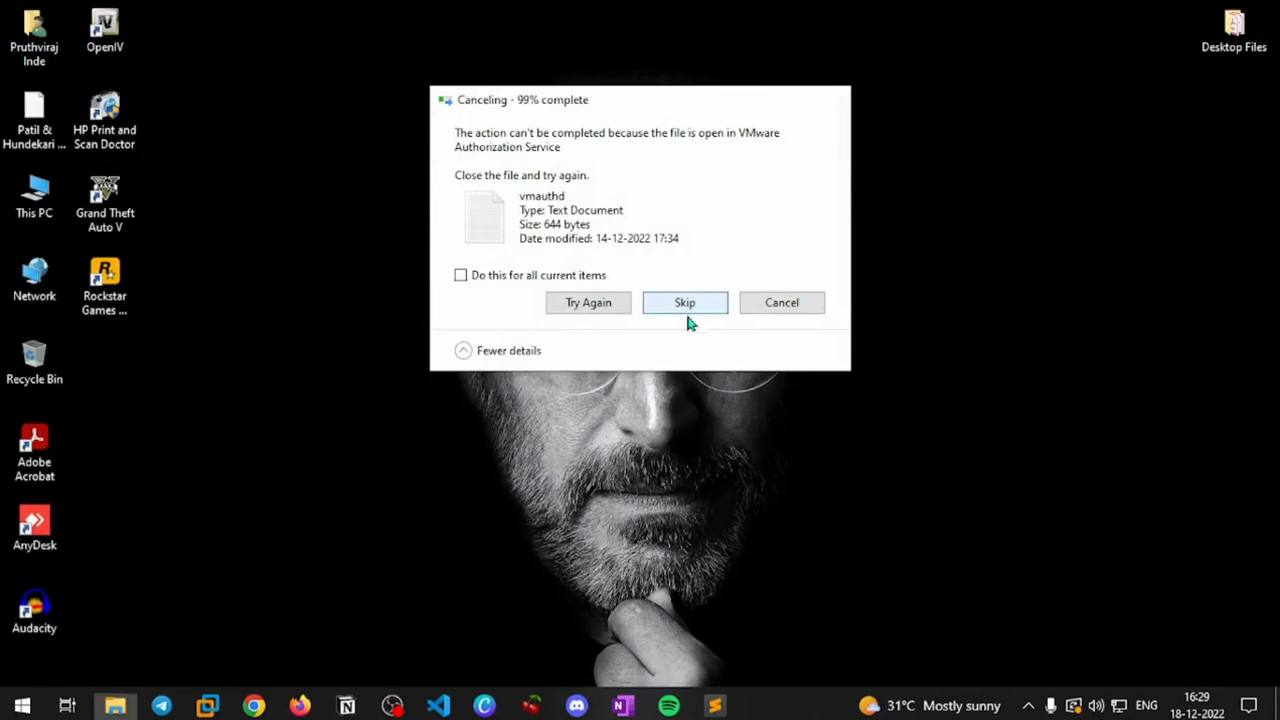 Pruthviraj
Inde
OpenIV
Desktop Files
Patil &
Hundekari ...
HP Print and
Scan Doctor
This PC
Grand Theft
Auto V
Network
Rockstar
Games ...
Recycle Bin
Adobe
Acrobat
AnyDesk
Audacity
Canceling - 99% complete
The action can't be completed because the file is open in VMware
Authorization Service
Close the file and try again.
vmauthd
Type: Text Document
Size: 644 bytes
Date modified: 14-12-2022 17:34
Do this for all current items
Try Again
Skip
Cancel
Fewer details
31°C Mostly sunny
ENG
16:29
18-12-2022